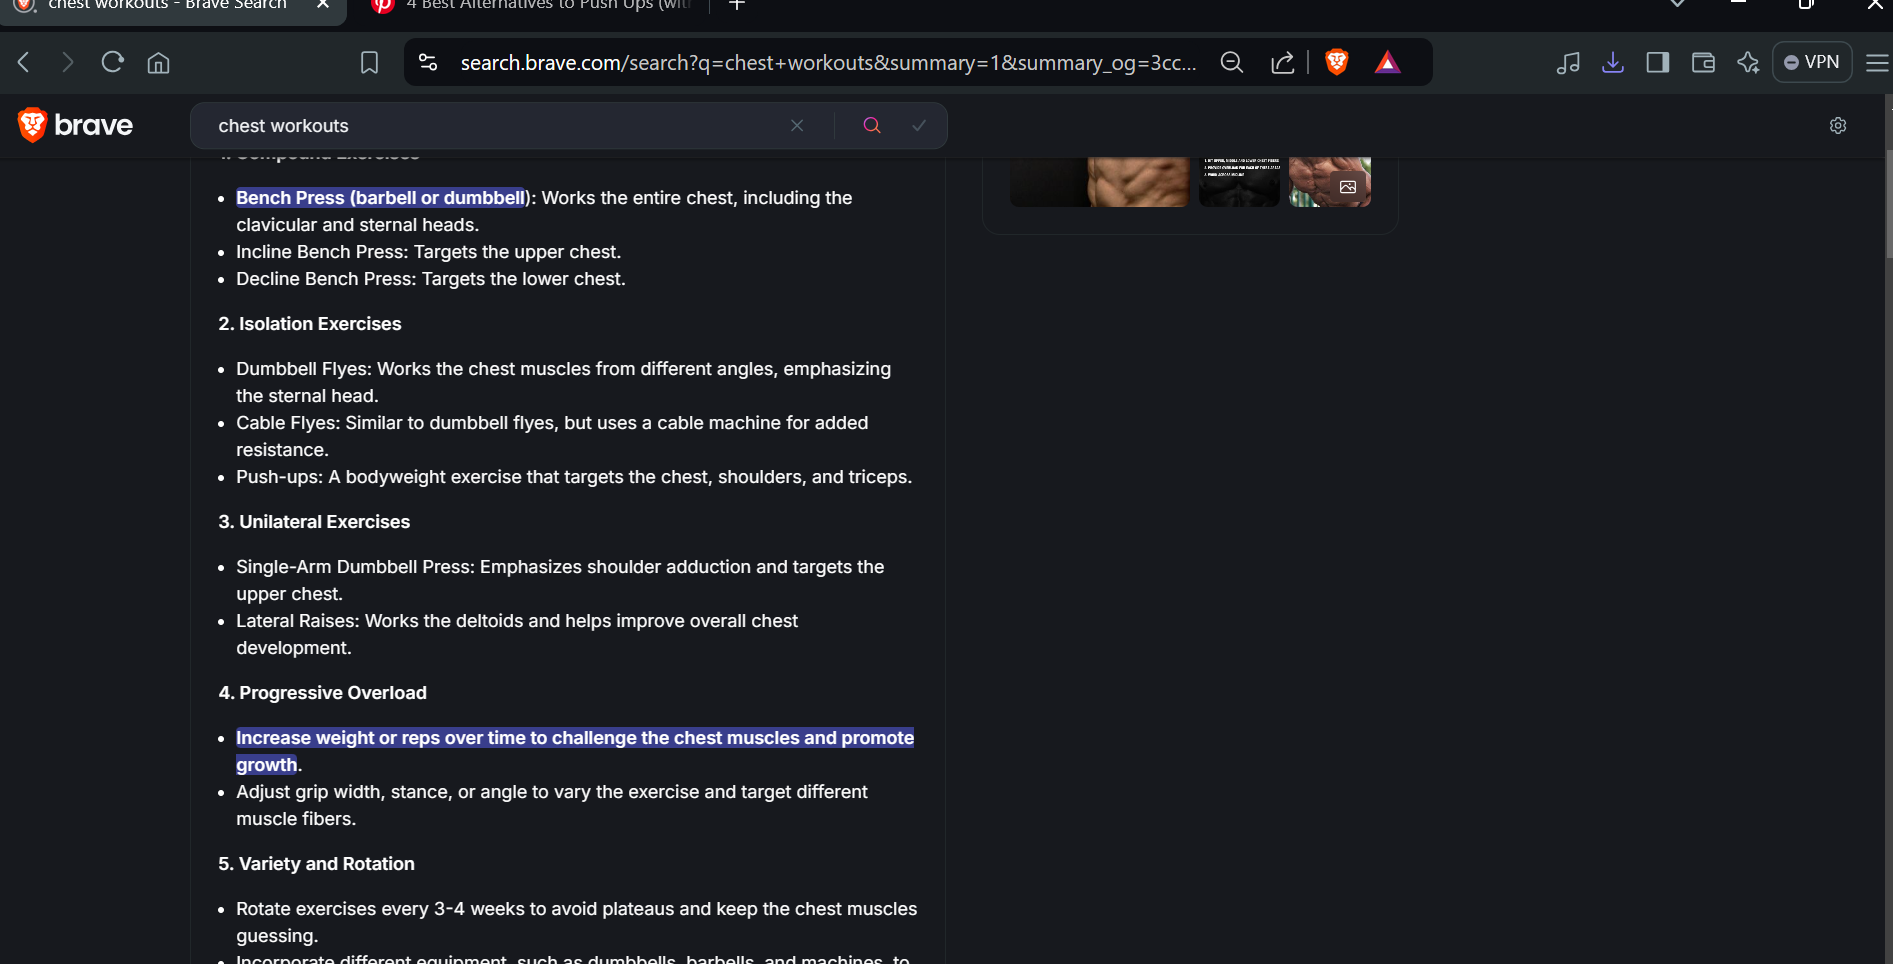 chest workouts - Brave Search
4 Best Alternatives to Push Ups (with
search.brave.com/search?q=chest+workouts&summary=1&summary_og=3cc...
VPN
brave
chest workouts
1. Compound Exercises
• Bench Press (barbell or dumbbell): Works the entire chest, including the
clavicular and sternal heads.
• Incline Bench Press: Targets the upper chest.
• Decline Bench Press: Targets the lower chest.
2. Isolation Exercises
• Dumbbell Flyes: Works the chest muscles from different angles, emphasizing
the sternal head.
• Cable Flyes: Similar to dumbbell flyes, but uses a cable machine for added
resistance.
• Push-ups: A bodyweight exercise that targets the chest, shoulders, and triceps.
3. Unilateral Exercises
• Single-Arm Dumbbell Press: Emphasizes shoulder adduction and targets the
upper chest.
• Lateral Raises: Works the deltoids and helps improve overall chest
development.
4. Progressive Overload
• Increase weight or reps over time to challenge the chest muscles and promote
growth.
• Adjust grip width, stance, or angle to vary the exercise and target different
muscle fibers.
5. Variety and Rotation
• Rotate exercises every 3-4 weeks to avoid plateaus and keep the chest muscles
guessing.
• Incorporate different equipment, such as dumbbells, barbells, and machines, to